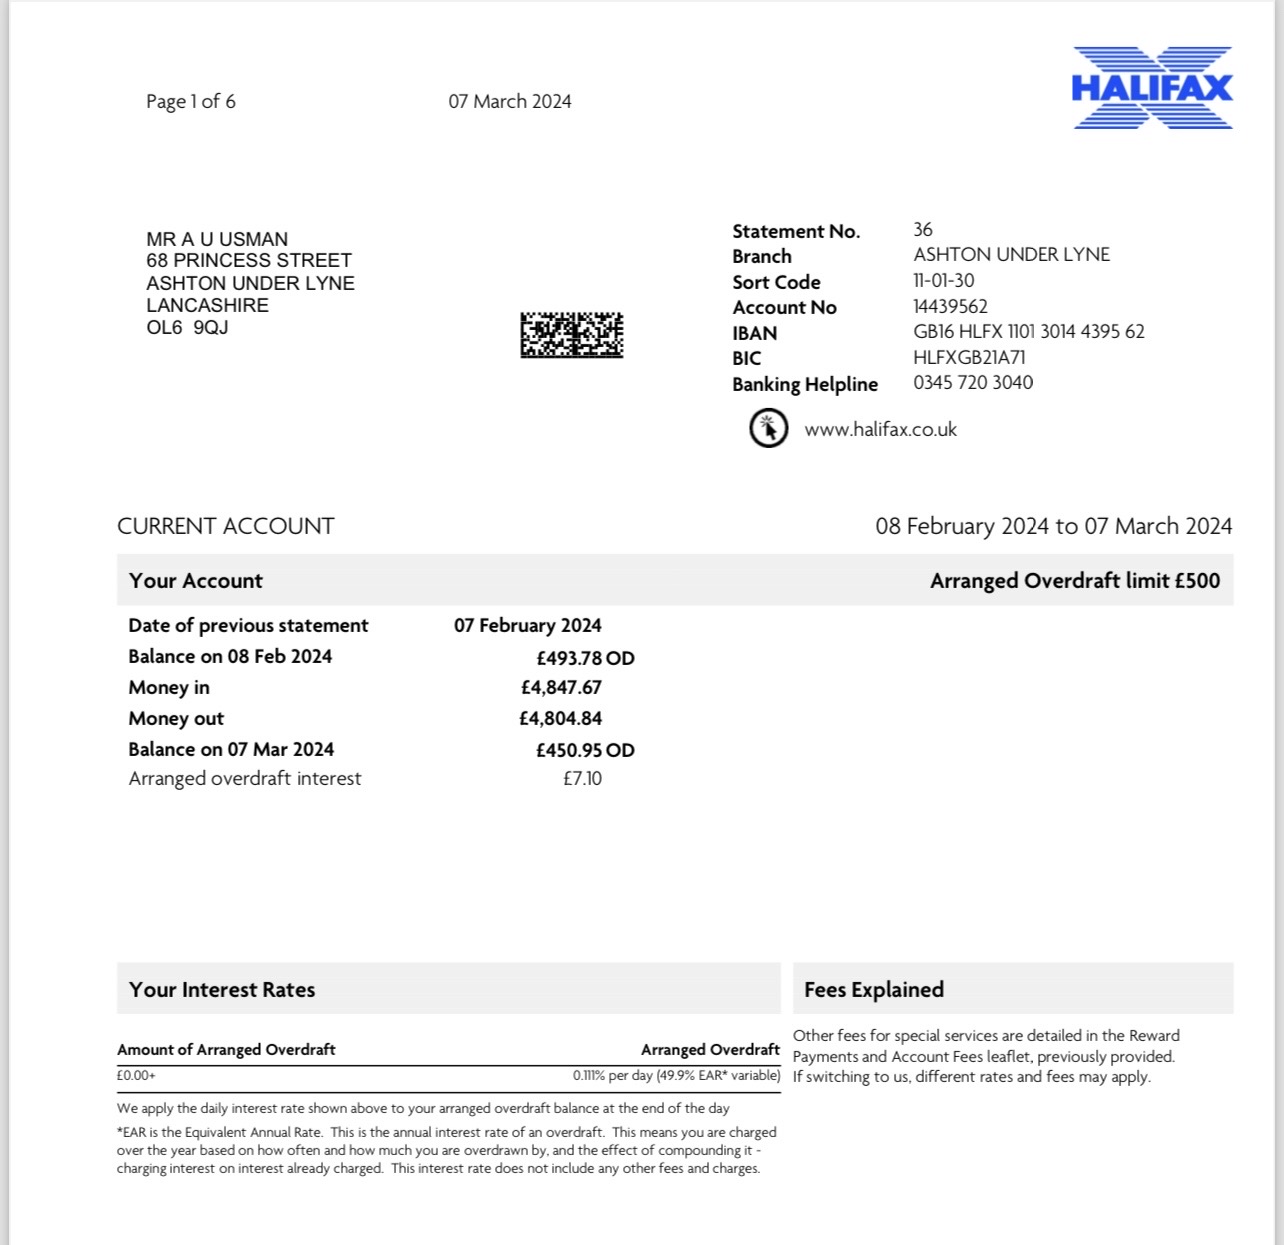 HALIFAX
Page 1 of 6 07 March 2024
MR A U USMAN
68 PRINCESS STREET
ASHTON UNDER LYNE
LANCASHIRE
OL6 9QJ
Statement No. 36
Branch ASHTON UNDER LYNE
Sort Code 11-01-30
Account No 14439562
IBAN GB16 HLFX 1101 3014 4395 62
BIC HLFXGB21A71
Banking Helpline 0345 720 3040
www.halifax.co.uk
CURRENT ACCOUNT 08 February 2024 to 07 March 2024
Your Account Arranged Overdraft limit £500
Date of previous statement 07 February 2024
Balance on 08 Feb 2024 £493.78 OD
Money in £4,847.67
Money out £4,804.84
Balance on 07 Mar 2024 £450.95 OD
Arranged overdraft interest £7.10
Your Interest Rates
Amount of Arranged Overdraft Arranged Overdraft
£0.00+ 0.111% per day (49.9% EAR* variable)
We apply the daily interest rate shown above to your arranged overdraft balance at the end of the day
*EAR is the Equivalent Annual Rate. This is the annual interest rate of an overdraft. This means you are charged
over the year based on how often and how much you are overdrawn by, and the effect of compounding it -
charging interest on interest already charged. This interest rate does not include any other fees and charges.
Fees Explained
Other fees for special services are detailed in the Reward
Payments and Account Fees leaflet, previously provided.
If switching to us, different rates and fees may apply.